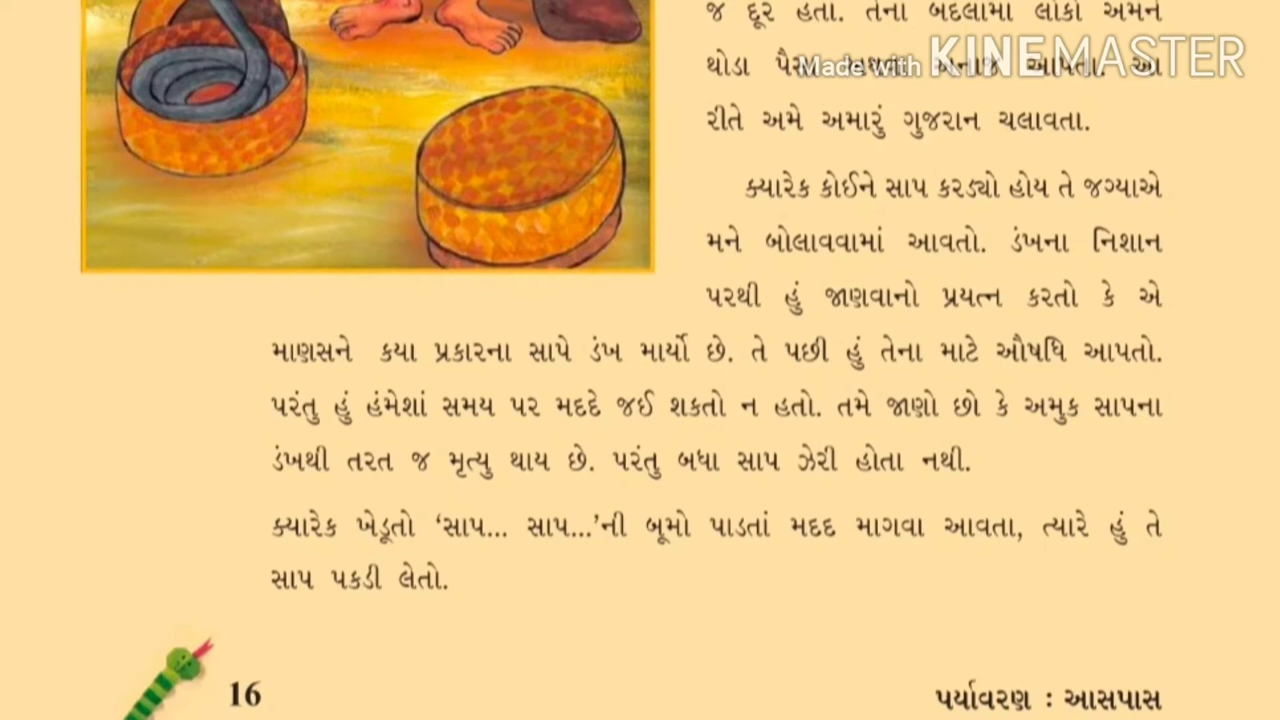 જ દૂર હતા. તેના બદલામાં લોકો અમને
થોડા
Made with KINEMASTER
આપતા. આ
રીતે અમે અમારું ગુજરાન ચલાવતા.
ક્યારેક કોઈને સાપ કરડ્યો હોય તે જગ્યાએ
મને બોલાવવામાં આવતો. ડંખના નિશાન
પરથી હું જાણવાનો પ્રયત્ન કરતો કે એ
માણસને કયા પ્રકારના સાપે ડંખ માર્યો છે. તે પછી હું તેના માટે ઔષધિ આપતો.
પરંતુ હું હંમેશાં સમય પર મદદે જઈ શકતો ન હતો. તમે જાણો છો કે અમુક સાપના
ડંખથી તરત જ મૃત્યુ થાય છે. પરંતુ બધા સાપ ઝેરી હોતા નથી.
ક્યારેક ખેડૂતો ‘સાપ... સાપ...’ની બૂમો પાડતાં મદદ માગવા આવતા, ત્યારે હું તે
સાપ પકડી લેતો.
16
પર્યાવરણ : આસપાસ